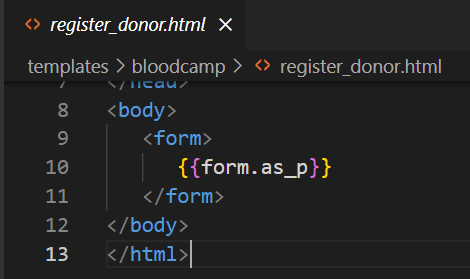 <> register_donor.html ×
templates > bloodcamp > <> register_donor.html
7 </head>
8 <body>
9 <form>
10 {{form.as_p}}
11 </form>
12 </body>
13 </html>